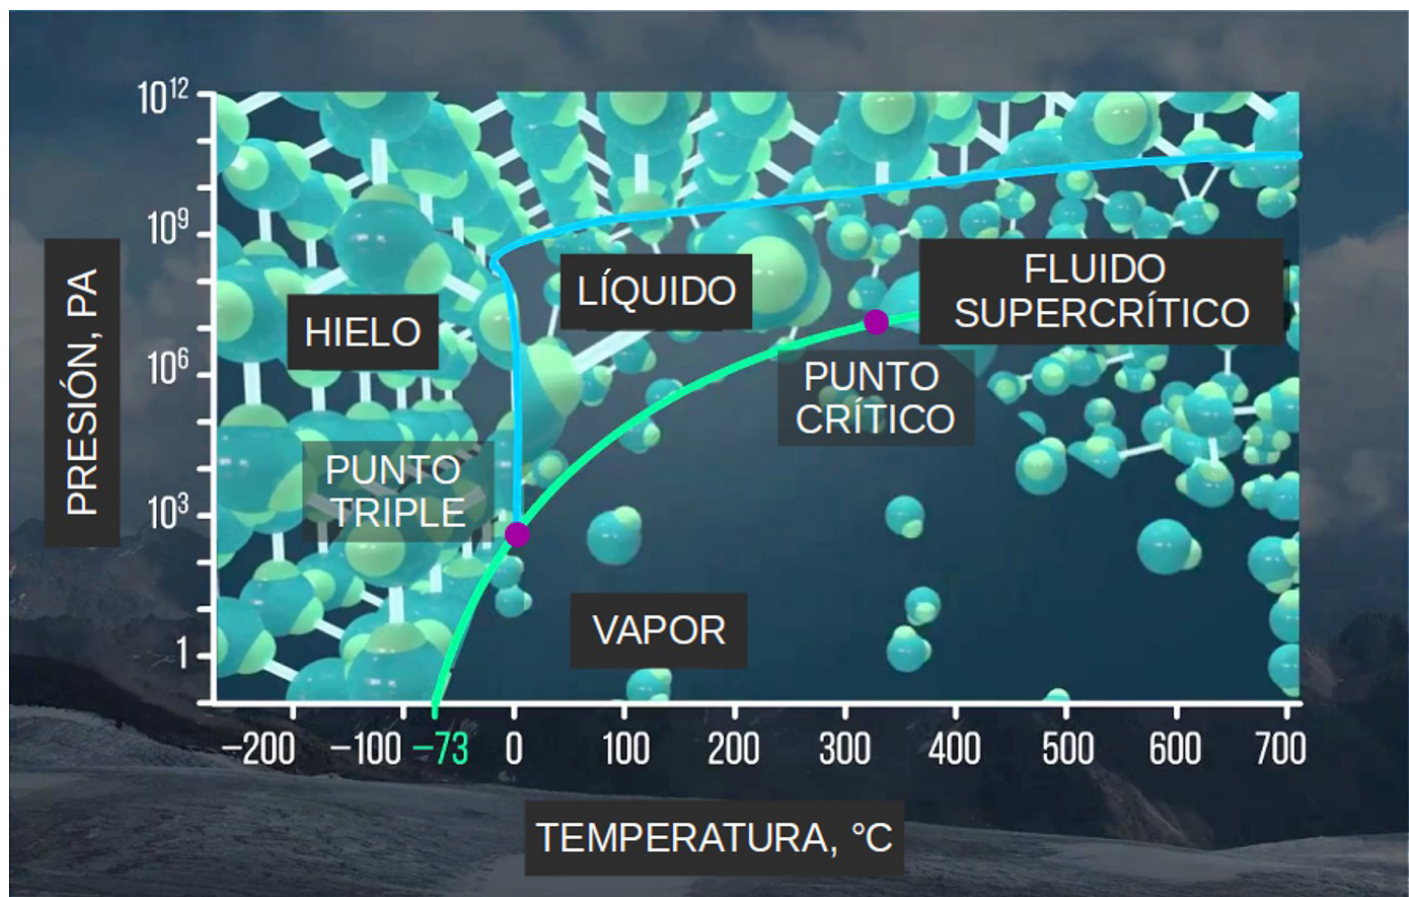 10¹²
10⁹
10⁶
10³
1
PRESIÓN, PA
HIELO
LÍQUIDO
FLUIDO
SUPERCRÍTICO
PUNTO
CRÍTICO
PUNTO
TRIPLE
VAPOR
–200 –100 –73 0 100 200 300 400 500 600 700
TEMPERATURA, °C